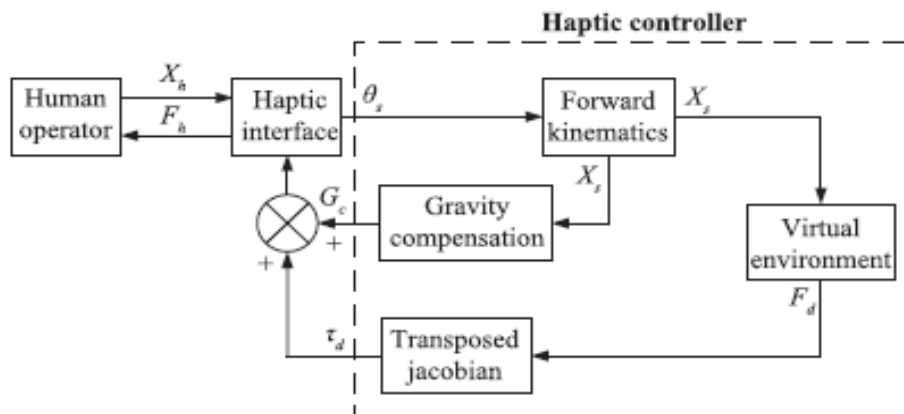 Haptic controller
Human
operator
X_h
F_h
Haptic
interface
θ_s
Forward
kinematics
X_s
X_s
G_c
+
Gravity
compensation
Virtual
environment
F_d
+
τ_d
Transposed
jacobian